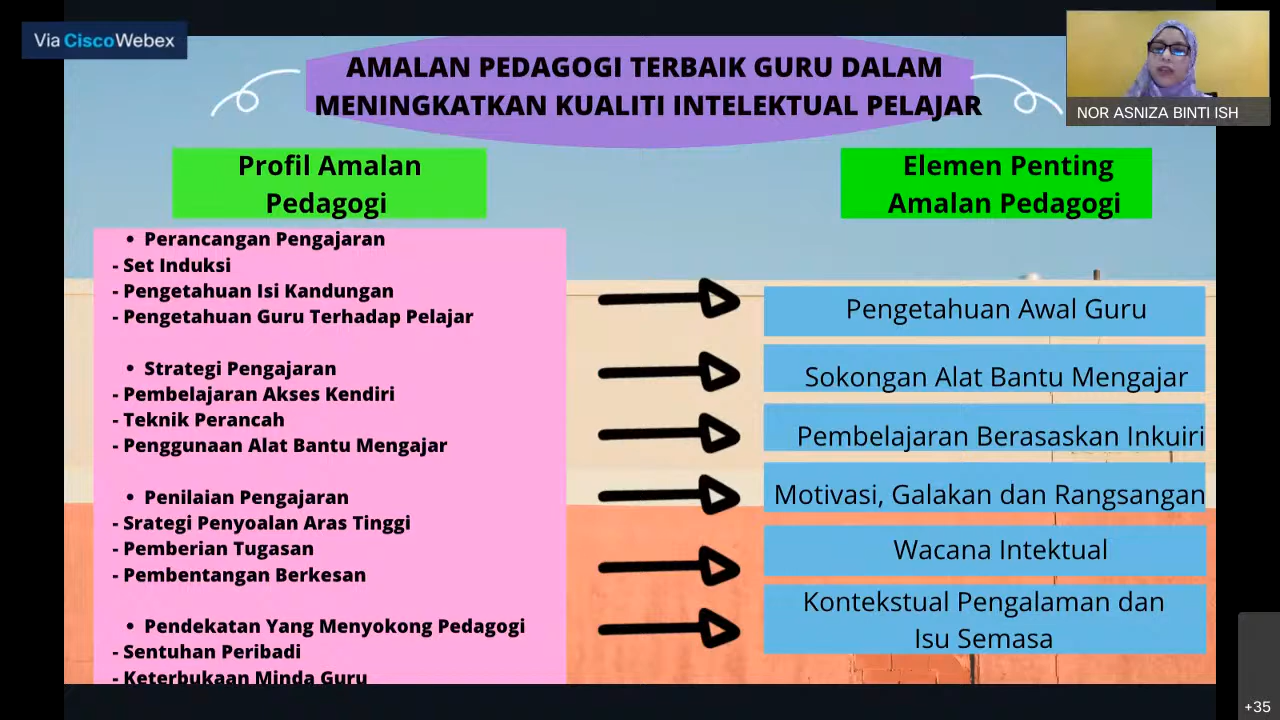 Via Cisco Webex
AMALAN PEDAGOGI TERBAIK GURU DALAM
MENINGKATKAN KUALITI INTELEKTUAL PELAJAR
NOR ASNIZA BINTI ISH
Profil Amalan
Pedagogi
• Perancangan Pengajaran
- Set Induksi
- Pengetahuan Isi Kandungan
- Pengetahuan Guru Terhadap Pelajar
• Strategi Pengajaran
- Pembelajaran Akses Kendiri
- Teknik Perancah
- Penggunaan Alat Bantu Mengajar
• Penilaian Pengajaran
- Srategi Penyoalan Aras Tinggi
- Pemberian Tugasan
- Pembentangan Berkesan
• Pendekatan Yang Menyokong Pedagogi
- Sentuhan Peribadi
- Keterbukaan Minda Guru
Elemen Penting
Amalan Pedagogi
Pengetahuan Awal Guru
Sokongan Alat Bantu Mengajar
Pembelajaran Berasaskan Inkuiri
Motivasi, Galakan dan Rangsangan
Wacana Intektual
Kontekstual Pengalaman dan
Isu Semasa
+35